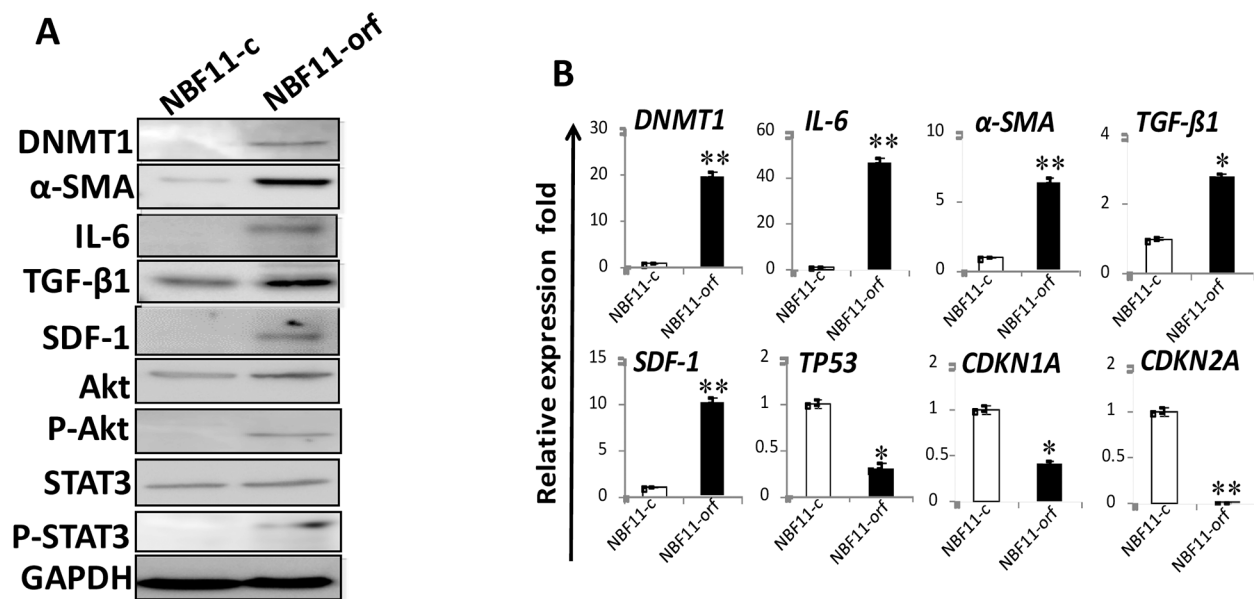 A
NBF11-c NBF11-orf
DNMT1
α-SMA
IL-6
TGF-β1
SDF-1
Akt
P-Akt
STAT3
P-STAT3
GAPDH
B
Relative expression fold
DNMT1
30
20
10
0
**
NBF11-c NBF11-orf
IL-6
60
40
20
0
**
NBF11-c NBF11-orf
α-SMA
10
5
0
**
NBF11-c NBF11-orf
TGF-ß1
4
2
0
*
NBF11-c NBF11-orf
SDF-1
15
10
5
0
**
NBF11-c NBF11-orf
TP53
2
1
0.5
0
*
NBF11-c NBF11-orf
CDKN1A
2
1
0.5
0
*
NBF11-c NBF11-orf
CDKN2A
2
1
0.5
0
**
NBF11-c NBF11-orf